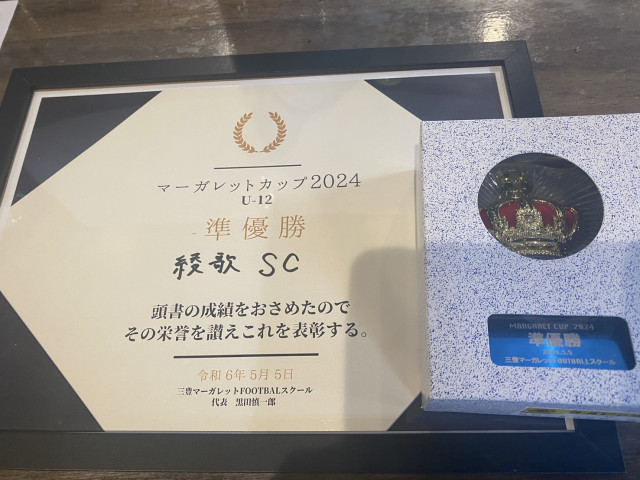 マーガレットカップ2024
U-12
準優勝
綾歌 SC
頭書の成績をおさめたので
その栄誉を讃えこれを表彰する。
令和6年5月5日
三豊マーガレットFOOTBALスクール
代表 黒田慎一郎
MARGARET CUP 2024
準優勝
2024.5.5
三豊マーガレットFOOTBALLスクール